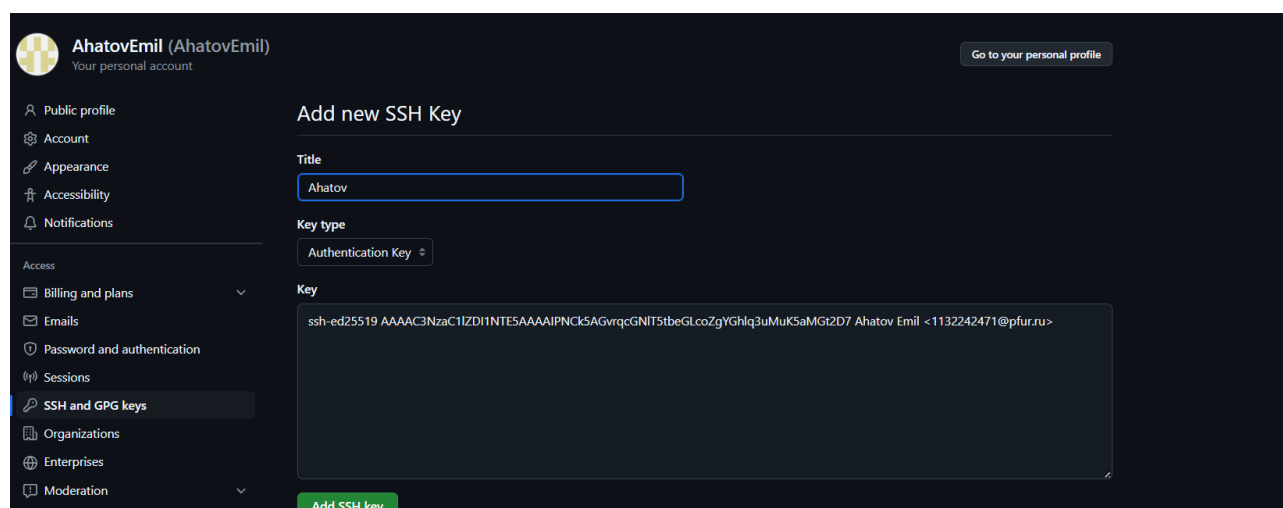 AhatovEmil (AhatovEmil)
Your personal account
Go to your personal profile
Public profile
Account
Appearance
Accessibility
Notifications
Access
Billing and plans
Emails
Password and authentication
Sessions
SSH and GPG keys
Organizations
Enterprises
Moderation
Add new SSH Key
Title
Ahatov
Key type
Authentication Key
Key
ssh-ed25519 AAAAC3NzaC1lZDI1NTE5AAAAIPNCk5AGvrqcGNlT5tbeGLcoZgYGhlq3uMuK5aMGt2D7 Ahatov Emil <1132242471@pfur.ru>
Add SSH key